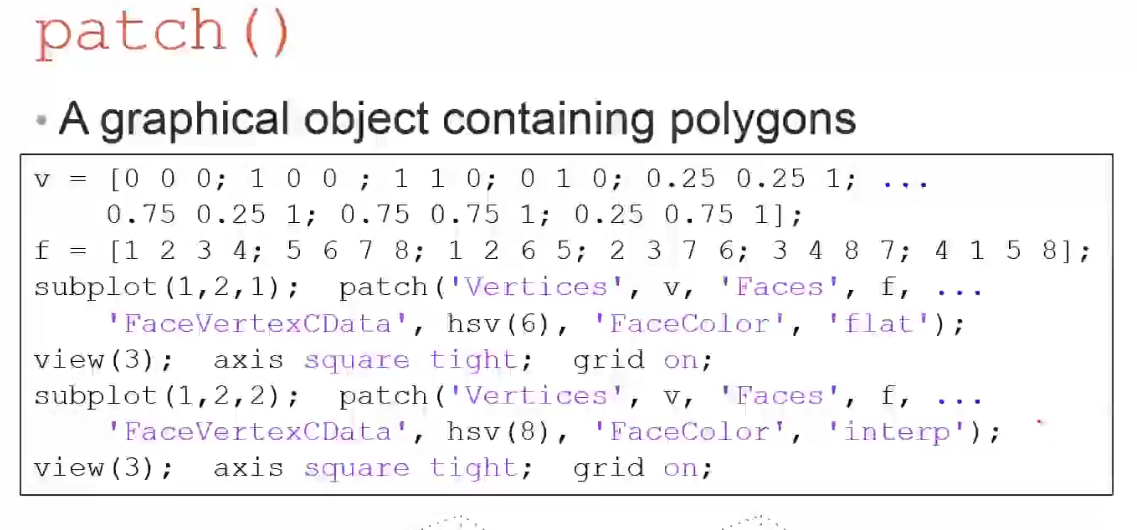 patch()
• A graphical object containing polygons
v = [0 0 0; 1 0 0 ; 1 1 0; 0 1 0; 0.25 0.25 1; ...
0.75 0.25 1; 0.75 0.75 1; 0.25 0.75 1];
f = [1 2 3 4; 5 6 7 8; 1 2 6 5; 2 3 7 6; 3 4 8 7; 4 1 5 8];
subplot(1,2,1); patch('Vertices', v, 'Faces', f, ...
'FaceVertexCData', hsv(6), 'FaceColor', 'flat');
view(3); axis square tight; grid on;
subplot(1,2,2); patch('Vertices', v, 'Faces', f, ...
'FaceVertexCData', hsv(8), 'FaceColor', 'interp');
view(3); axis square tight; grid on;